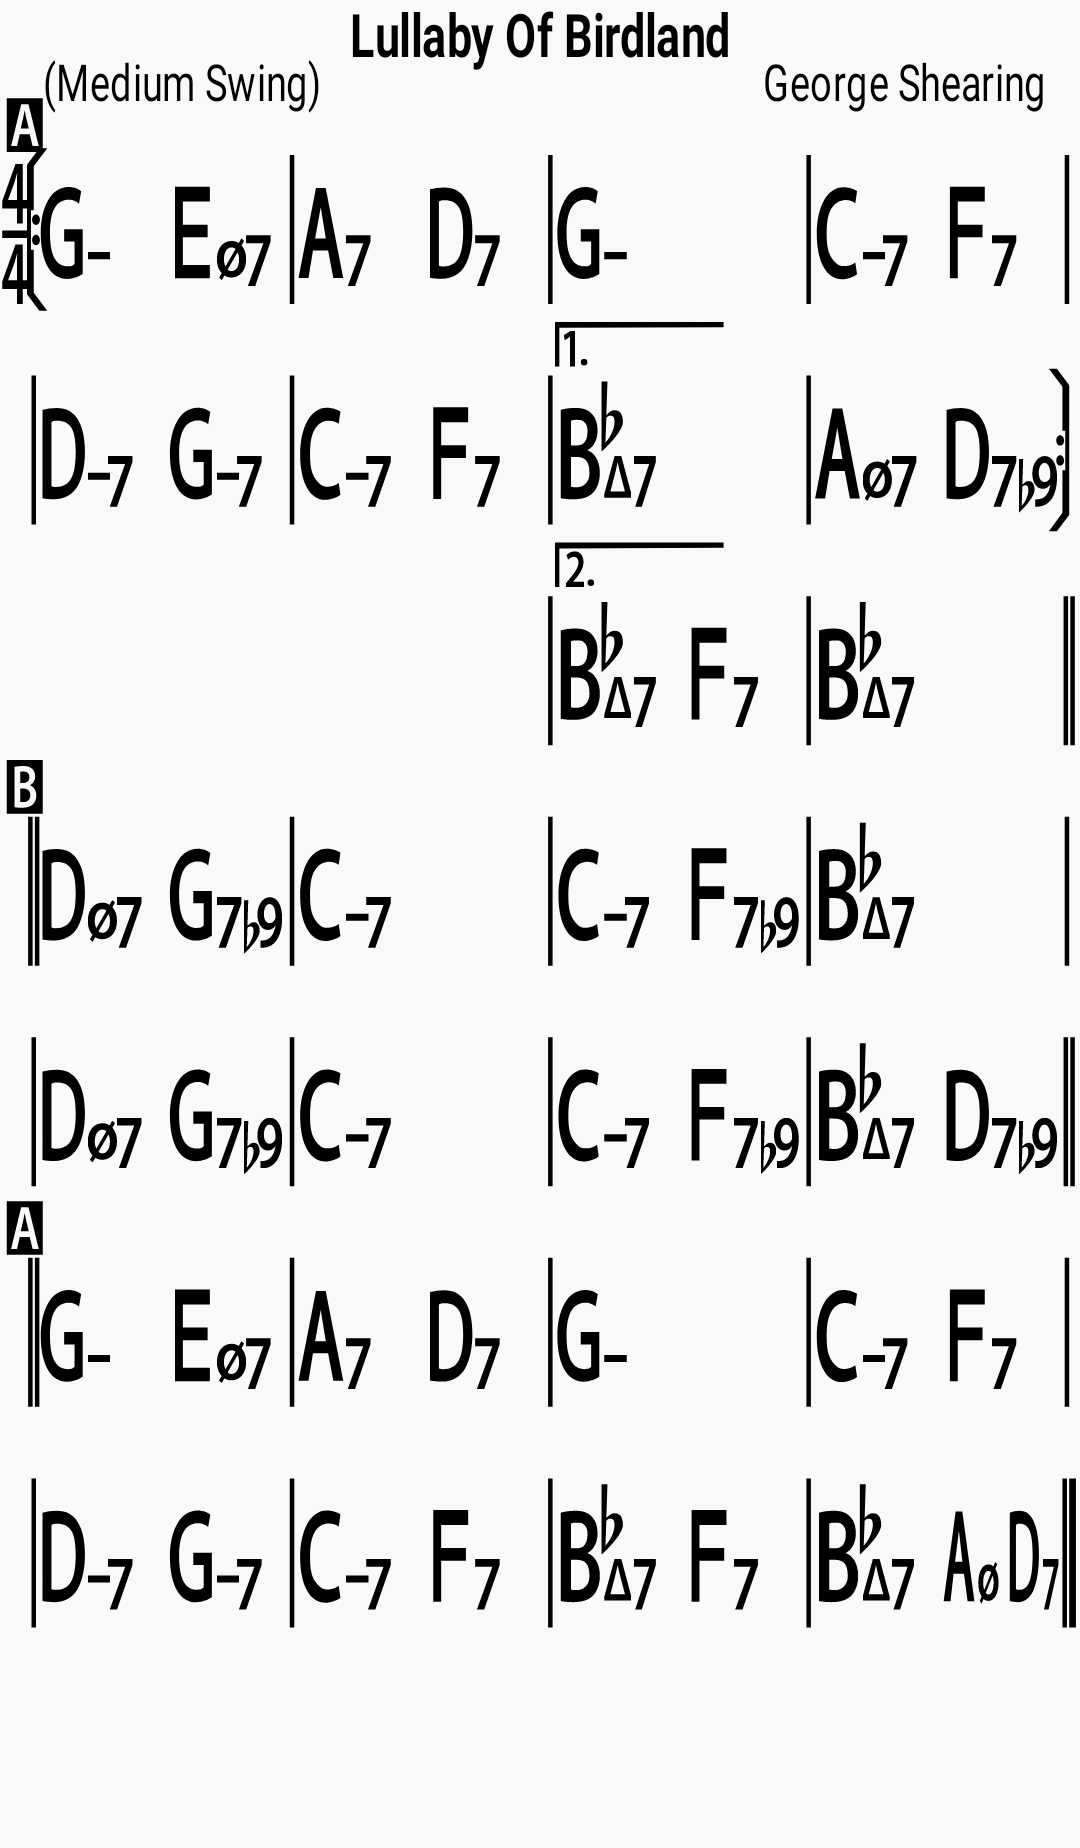 Lullaby Of Birdland
(Medium Swing) George Shearing
A
4/4 G– Eø7 | A7 D7 | G– | C–7 F7 |
1.
| D–7 G–7 | C–7 F7 | B♭Δ7 | Aø7 D7♭9
2.
| B♭Δ7 F7 | B♭Δ7 ||
B
|| Dø7 G7♭9 | C–7 | C–7 F7♭9 | B♭Δ7 |
| Dø7 G7♭9 | C–7 | C–7 F7♭9 | B♭Δ7 D7♭9 ||
A
|| G– Eø7 | A7 D7 | G– | C–7 F7 |
| D–7 G–7 | C–7 F7 | B♭Δ7 F7 | B♭Δ7 Aø D7 ||